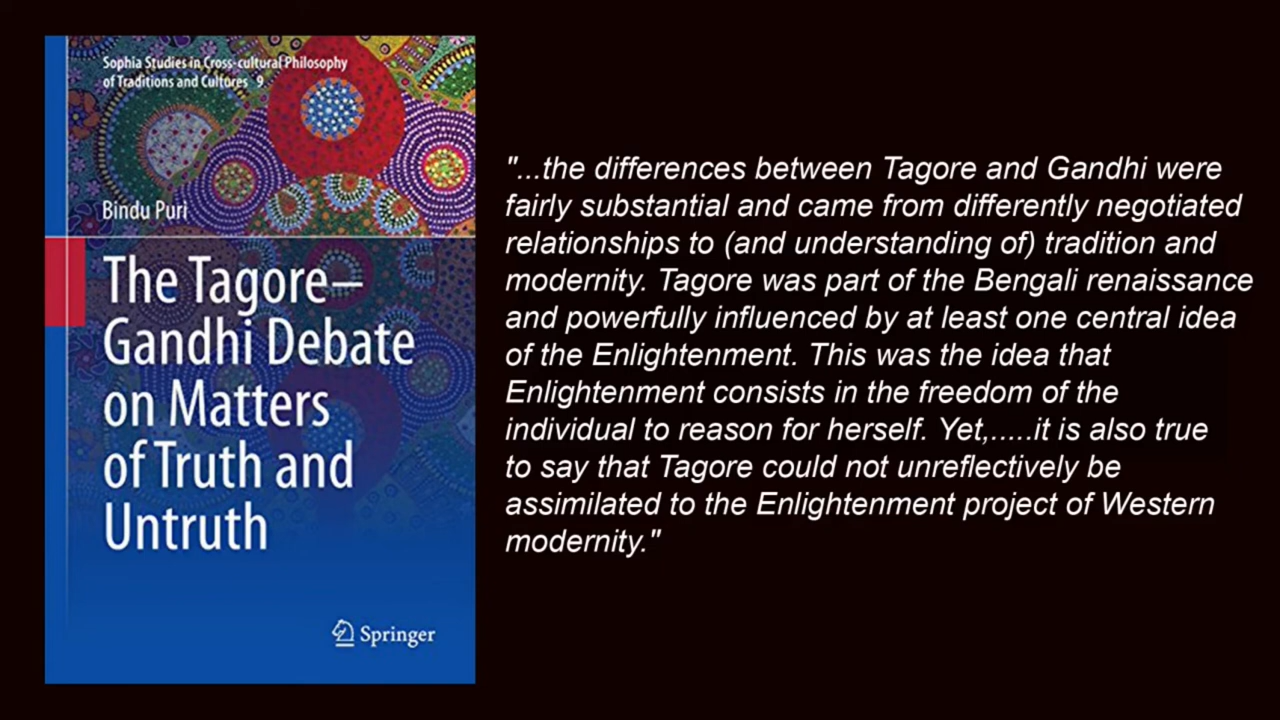 Sophia Studies in Cross-cultural Philosophy
of Traditions and Cultures 9
Bindu Puri
The Tagore–
Gandhi Debate
on Matters
of Truth and
Untruth
Springer
"...the differences between Tagore and Gandhi were
fairly substantial and came from differently negotiated
relationships to (and understanding of) tradition and
modernity. Tagore was part of the Bengali renaissance
and powerfully influenced by at least one central idea
of the Enlightenment. This was the idea that
Enlightenment consists in the freedom of the
individual to reason for herself. Yet,.....it is also true
to say that Tagore could not unreflectively be
assimilated to the Enlightenment project of Western
modernity."